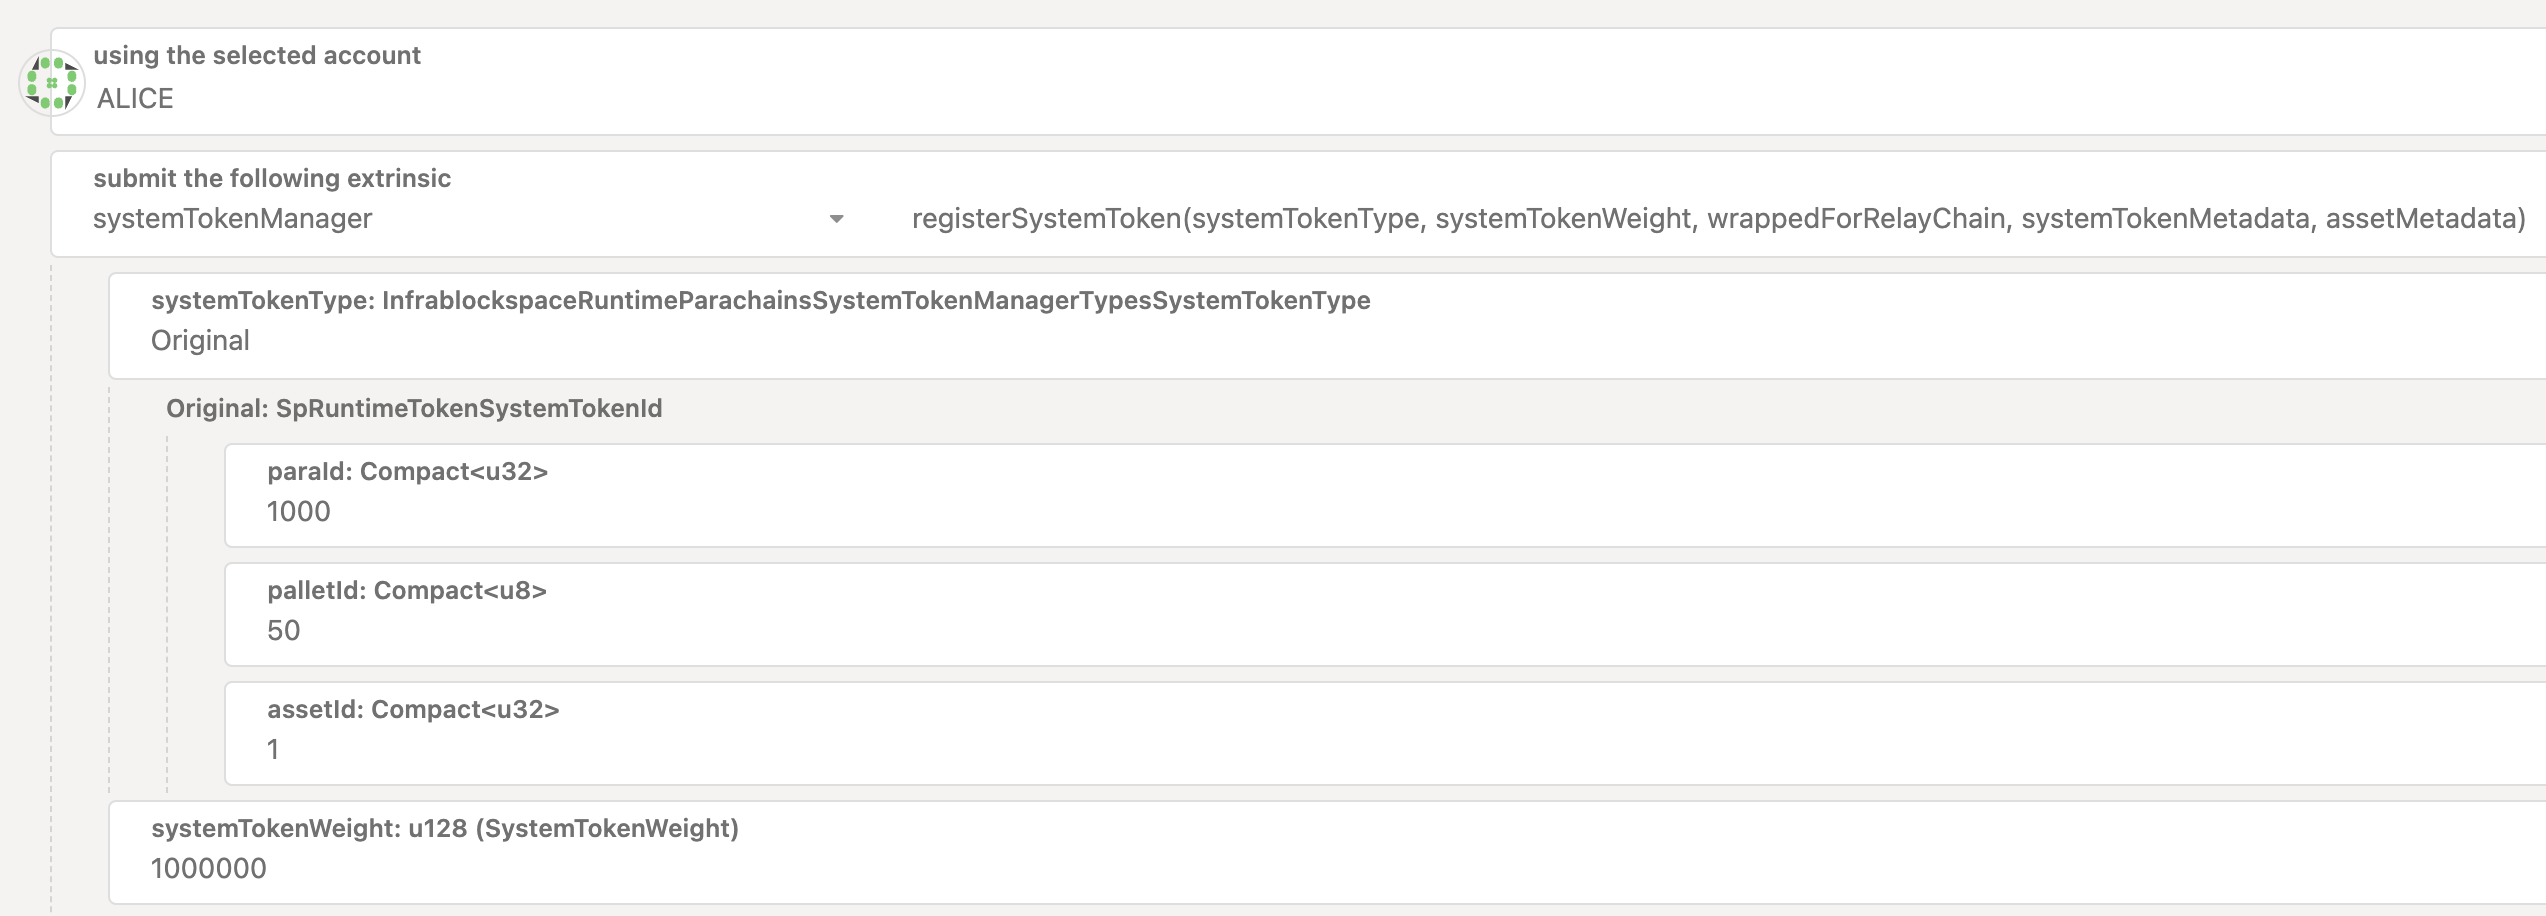 using the selected account
ALICE
submit the following extrinsic
systemTokenManager registerSystemToken(systemTokenType, systemTokenWeight, wrappedForRelayChain, systemTokenMetadata, assetMetadata)
systemTokenType: InfrablockspaceRuntimeParachainsSystemTokenManagerTypesSystemTokenType
Original
Original: SpRuntimeTokenSystemTokenId
paraId: Compact<u32>
1000
palletId: Compact<u8>
50
assetId: Compact<u32>
1
systemTokenWeight: u128 (SystemTokenWeight)
1000000